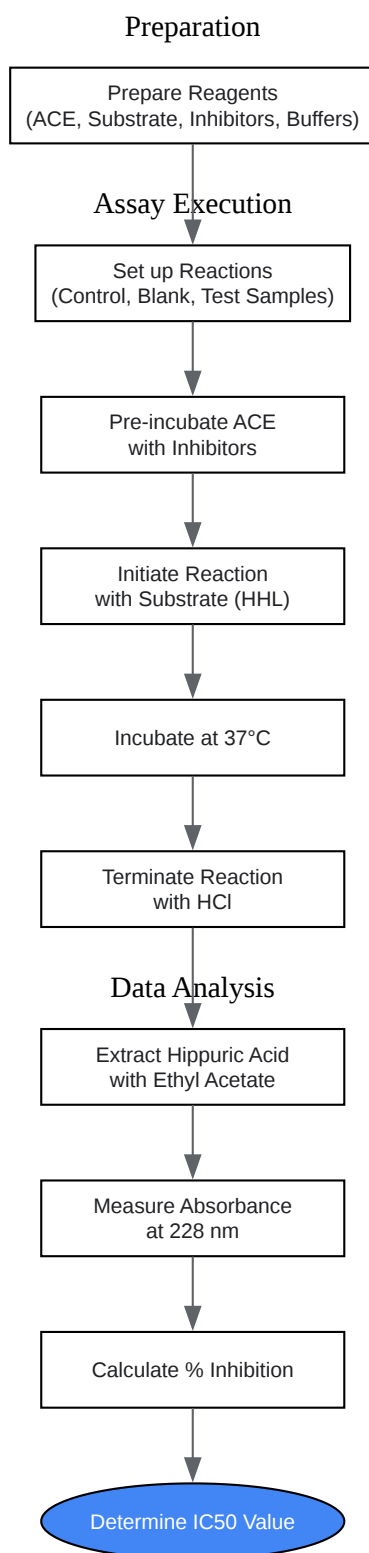 Preparation
Prepare Reagents
(ACE, Substrate, Inhibitors, Buffers)
Assay Execution
Set up Reactions
(Control, Blank, Test Samples)
Pre-incubate ACE
with Inhibitors
Initiate Reaction
with Substrate (HHL)
Incubate at 37°C
Terminate Reaction
with HCl
Data Analysis
Extract Hippuric Acid
with Ethyl Acetate
Measure Absorbance
at 228 nm
Calculate % Inhibition
Determine IC50 Value